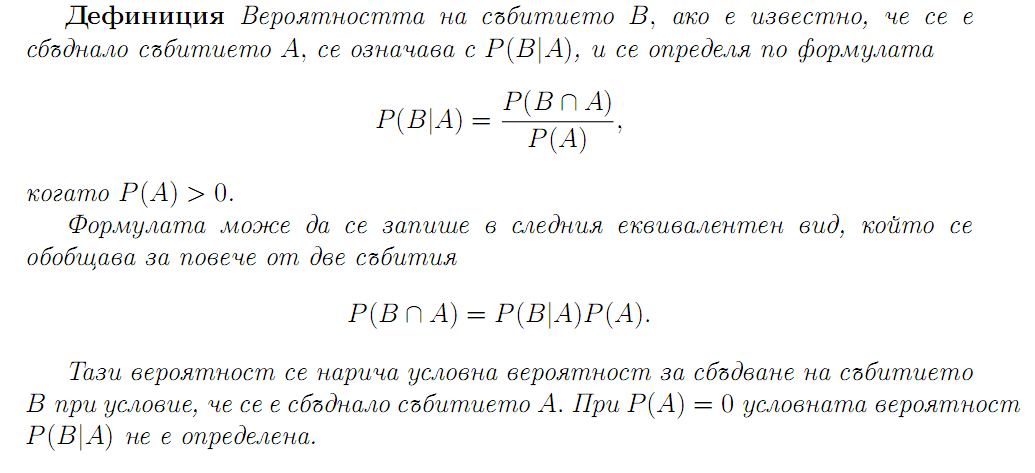 Дефиниция Вероятността на събитието B, ако е известно, че се е
сбъднало събитието A, се означава с P(B|A), и се определя по формулата
P(B|A) = P(B ∩ A) / P(A),
когато P(A) > 0.
Формулата може да се запише в следния еквивалентен вид, който се
обобщава за повече от две събития
P(B ∩ A) = P(B|A)P(A).
Тази вероятност се нарича условна вероятност за сбъдване на събитието
B при условие, че се е сбъднало събитието A. При P(A) = 0 условната вероятност
P(B|A) не е определена.